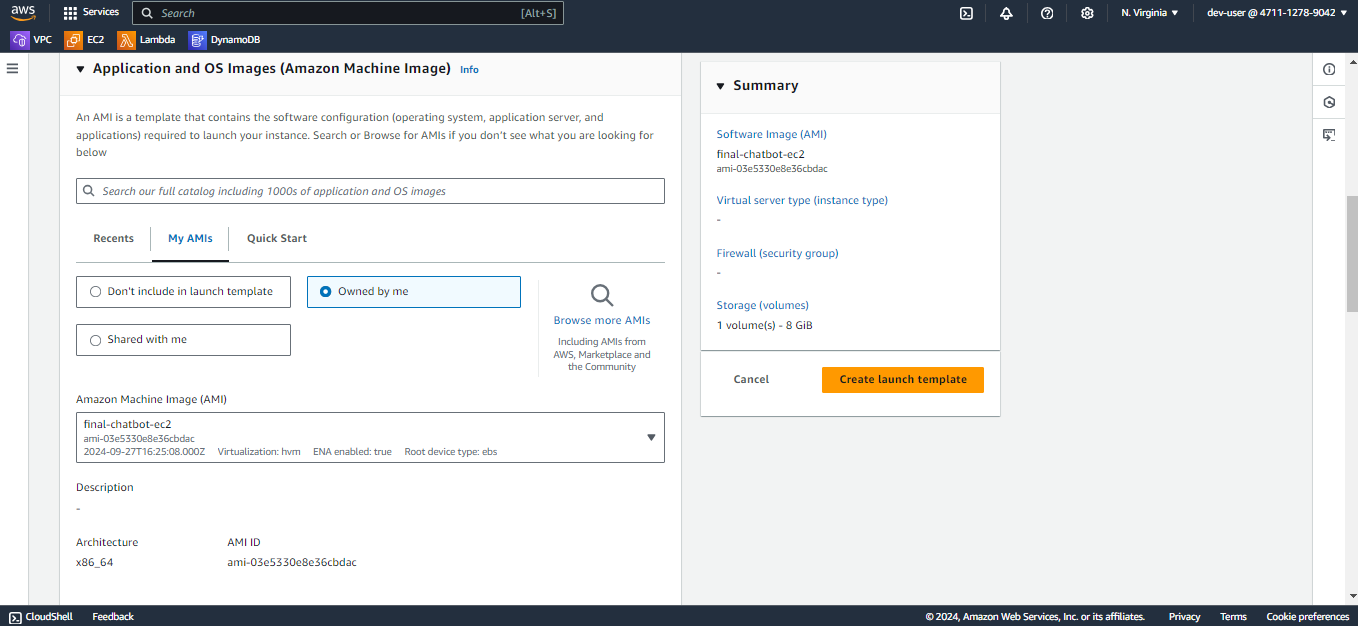 aws
Services
Search [Alt+S]
N. Virginia ▼
dev-user @ 4711-1278-9042 ▼
VPC EC2 Lambda DynamoDB
▼ Application and OS Images (Amazon Machine Image) Info
An AMI is a template that contains the software configuration (operating system, application server, and
applications) required to launch your instance. Search or Browse for AMIs if you don't see what you are looking for
below
Search our full catalog including 1000s of application and OS images
Recents My AMIs Quick Start
Don't include in launch template
Owned by me
Shared with me
Browse more AMIs
Including AMIs from
AWS, Marketplace and
the Community
Amazon Machine Image (AMI)
final-chatbot-ec2
ami-03e5330e8e36cbdac
2024-09-27T16:25:08.000Z Virtualization: hvm ENA enabled: true Root device type: ebs
Description
-
Architecture AMI ID
x86_64 ami-03e5330e8e36cbdac
▼ Summary
Software Image (AMI)
final-chatbot-ec2
ami-03e5330e8e36cbdac
Virtual server type (instance type)
-
Firewall (security group)
-
Storage (volumes)
1 volume(s) - 8 GiB
Cancel Create launch template
CloudShell Feedback
© 2024, Amazon Web Services, Inc. or its affiliates. Privacy Terms Cookie preferences